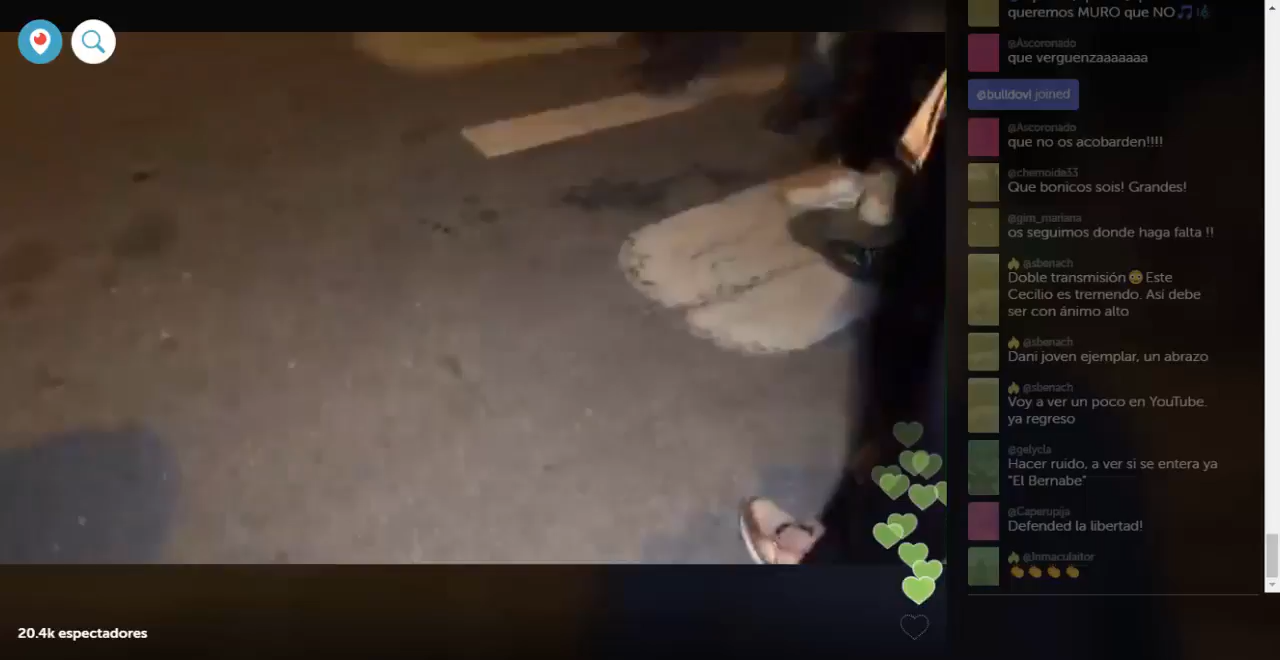 queremos MURO que NO
@Ascoronado
que verguenzaaaaaaa
@bulldovl joined
@Ascoronado
que no os acobarden!!!!
@chernoide33
Que bonicos sois! Grandes!
@gim_mariana
os seguimos donde haga falta !!
@sbenach
Doble transmisión😳Este
Cecilio es tremendo. Así debe
ser con ánimo alto
@sbenach
Dani joven ejemplar, un abrazo
@sbenach
Voy a ver un poco en YouTube.
ya regreso
@gelycla
Hacer ruido, a ver si se entera ya
"El Bernabe"
@Caperupija
Defended la libertad!
@Inmaculaitor
👏👏👏👏
20.4k espectadores